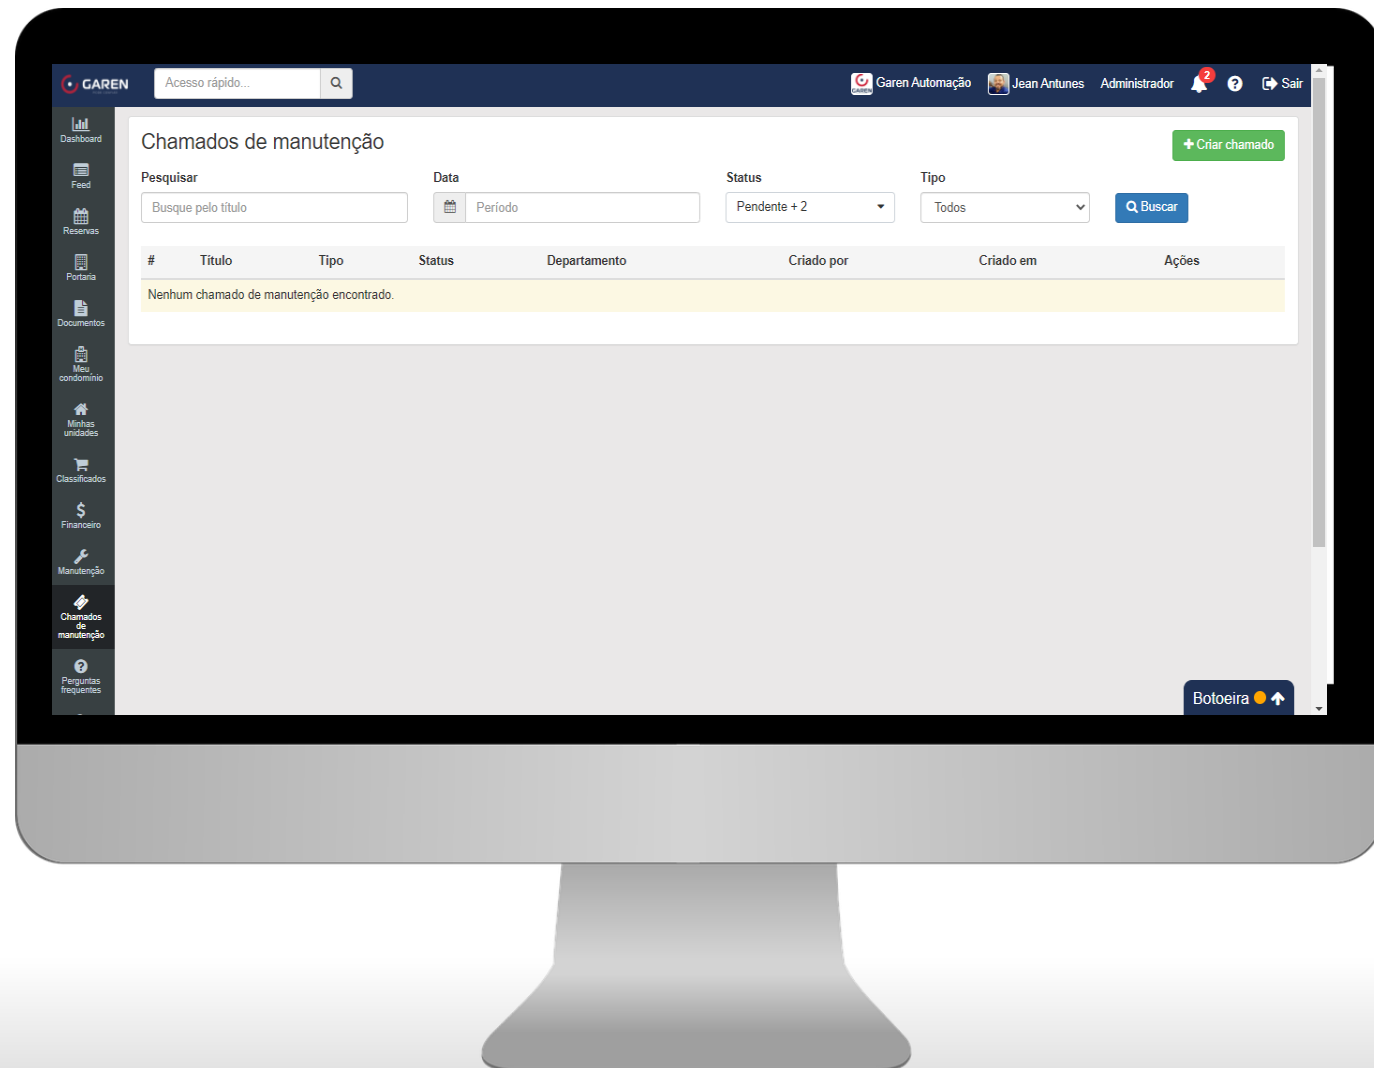 GAREN
Acesso rápido...
Garen Automação
Jean Antunes
Administrador
2
Sair
Dashboard
Feed
Reservas
Portaria
Documentos
Meu
condomínio
Minhas
unidades
Classificados
Financeiro
Manutenção
Chamados
de
manutenção
Perguntas
frequentes
Chamados de manutenção
Criar chamado
Pesquisar
Data
Status
Tipo
Busque pelo título
Período
Pendente + 2
Todos
Buscar
# Título Tipo Status Departamento Criado por Criado em Ações
Nenhum chamado de manutenção encontrado.
Botoeira